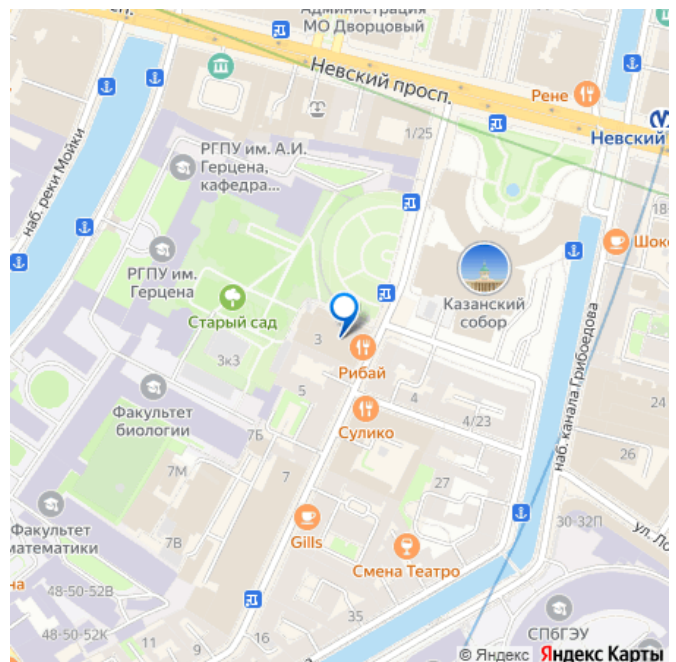 сп.
Администрация
МО Дворцовый
Невский просп.
Рене
Невский
1/25
РГПУ им. А.И.
Герцена,
кафедра...
наб. реки Мойки
18-
Шоко
РГПУ им.
Герцена
Старый сад
Казанский
собор
3
3к3
Рибай
наб. канала Грибоедова
Факультет
биологии
5
4
4/23
24
Сулико
7Б
7М
7
27
26
Факультет
математики
Gills
30-32П
ул. Ло
7В
Смена Театро
на
48-50-52В
35
СПбГЭУ
48-50-52К
11
9
16
© Яндекс Яндекс Карты